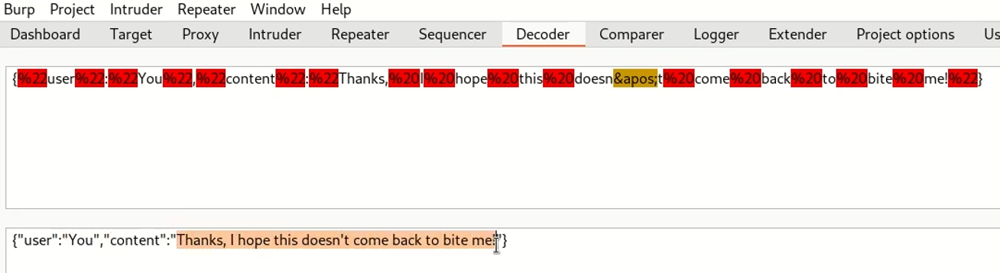 Burp Project Intruder Repeater Window Help
Dashboard Target Proxy Intruder Repeater Sequencer Decoder Comparer Logger Extender Project options Us
{%22user%22:%22You%22,%22content%22:%22Thanks,%20I%20hope%20this%20doesn&apos;t%20come%20back%20to%20bite%20me!%22}
{"user":"You","content":"Thanks, I hope this doesn't come back to bite me!"}